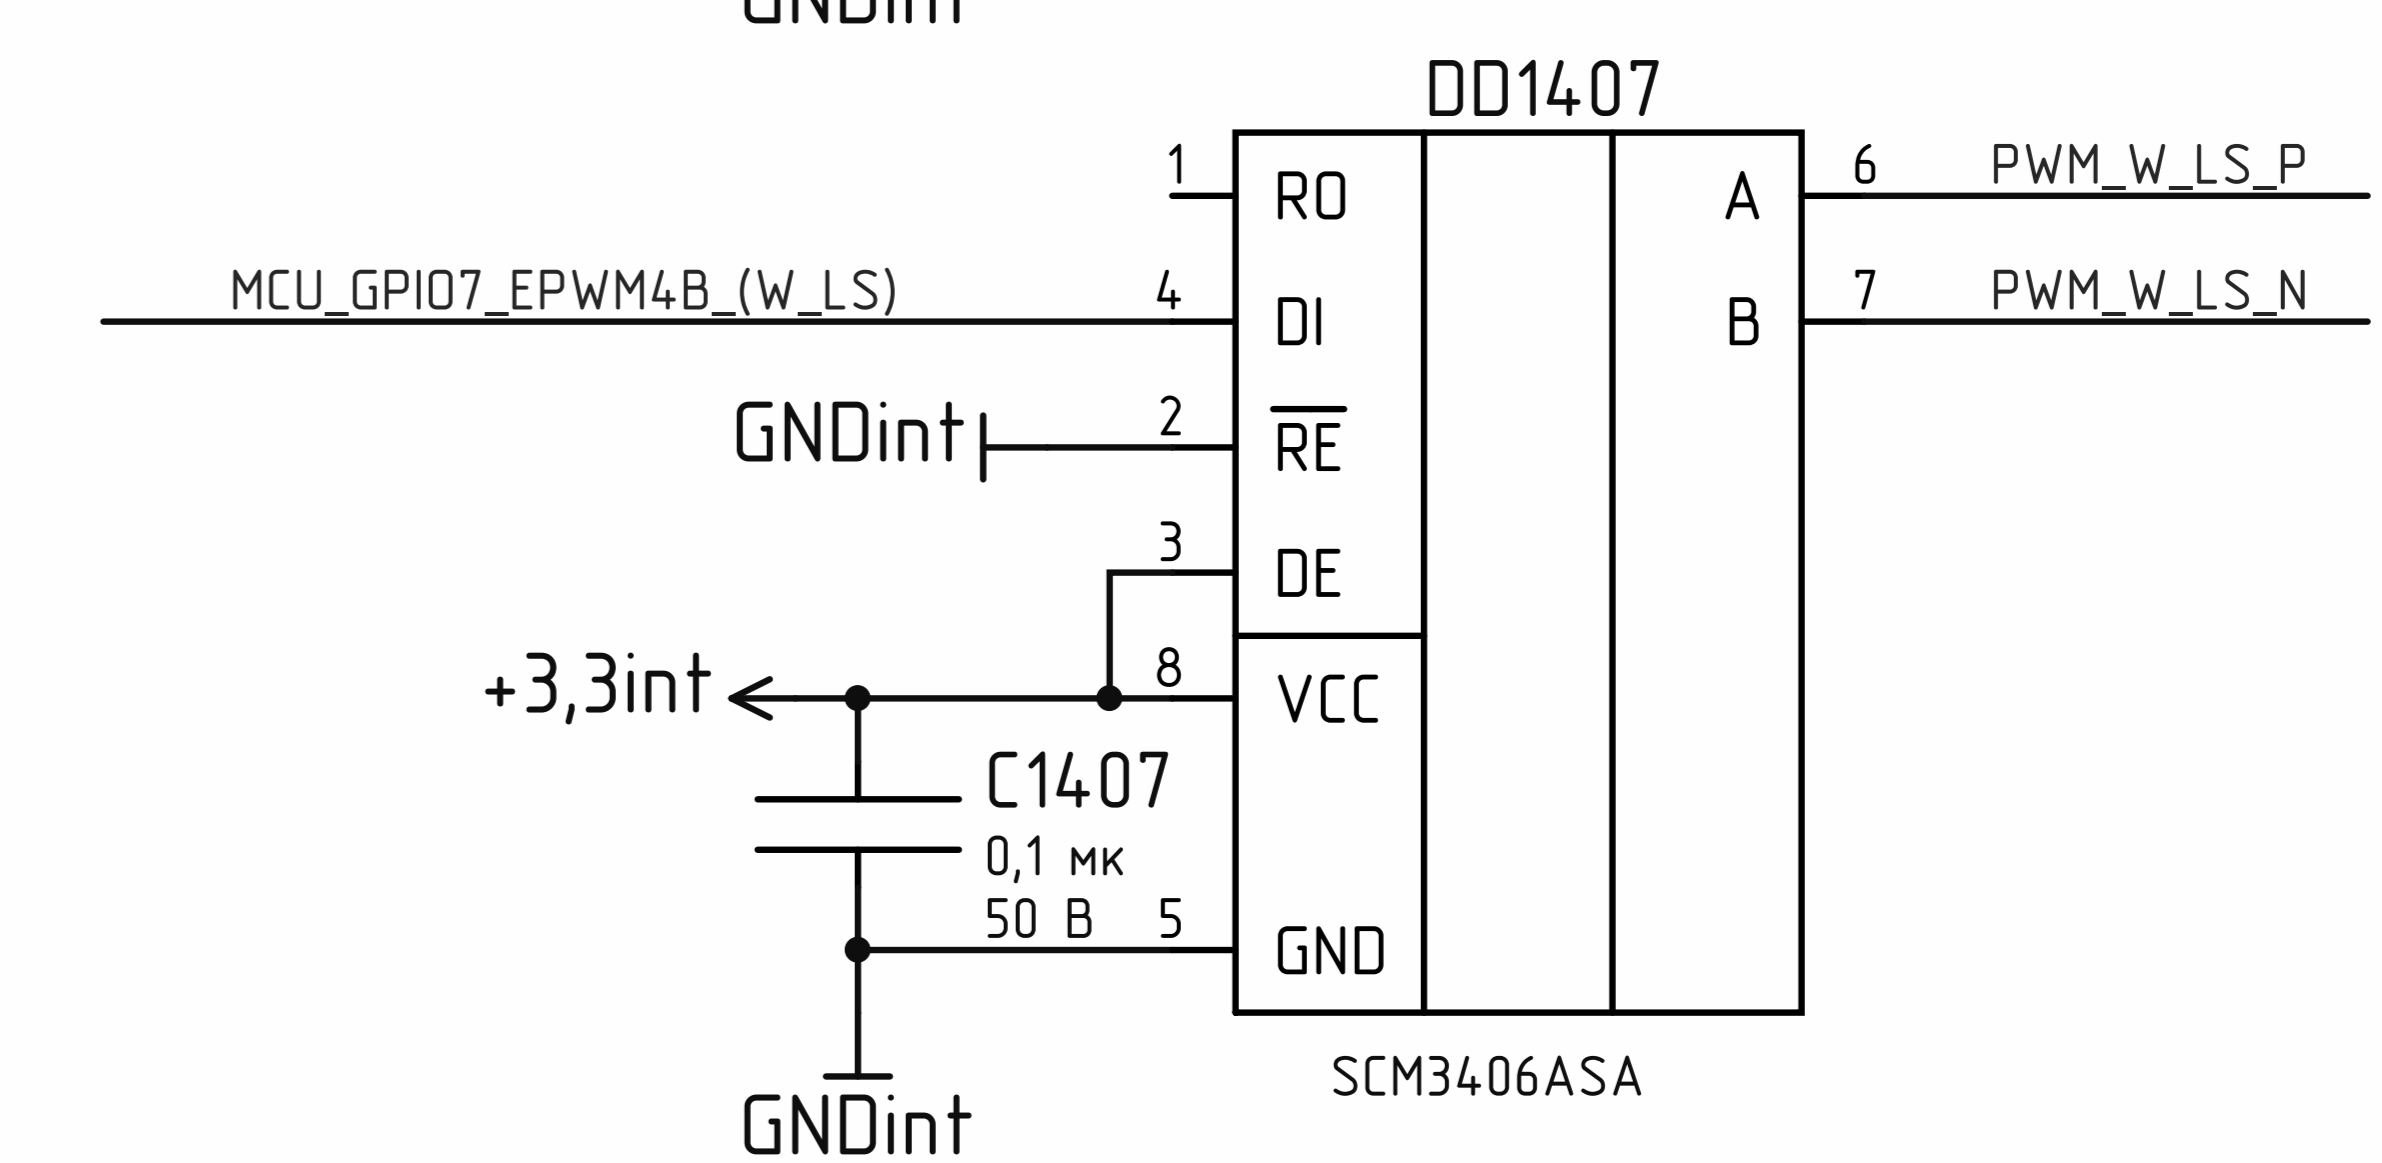 GNDint
DD1407
1 RO A 6 PWM_W_LS_P
MCU_GPIO7_EPWM4B_(W_LS) 4 DI B 7 PWM_W_LS_N
GNDint 2 RE
3 DE
+3,3int 8 VCC
C1407
0,1 мк
50 В 5 GND
SCM3406ASA
GNDint